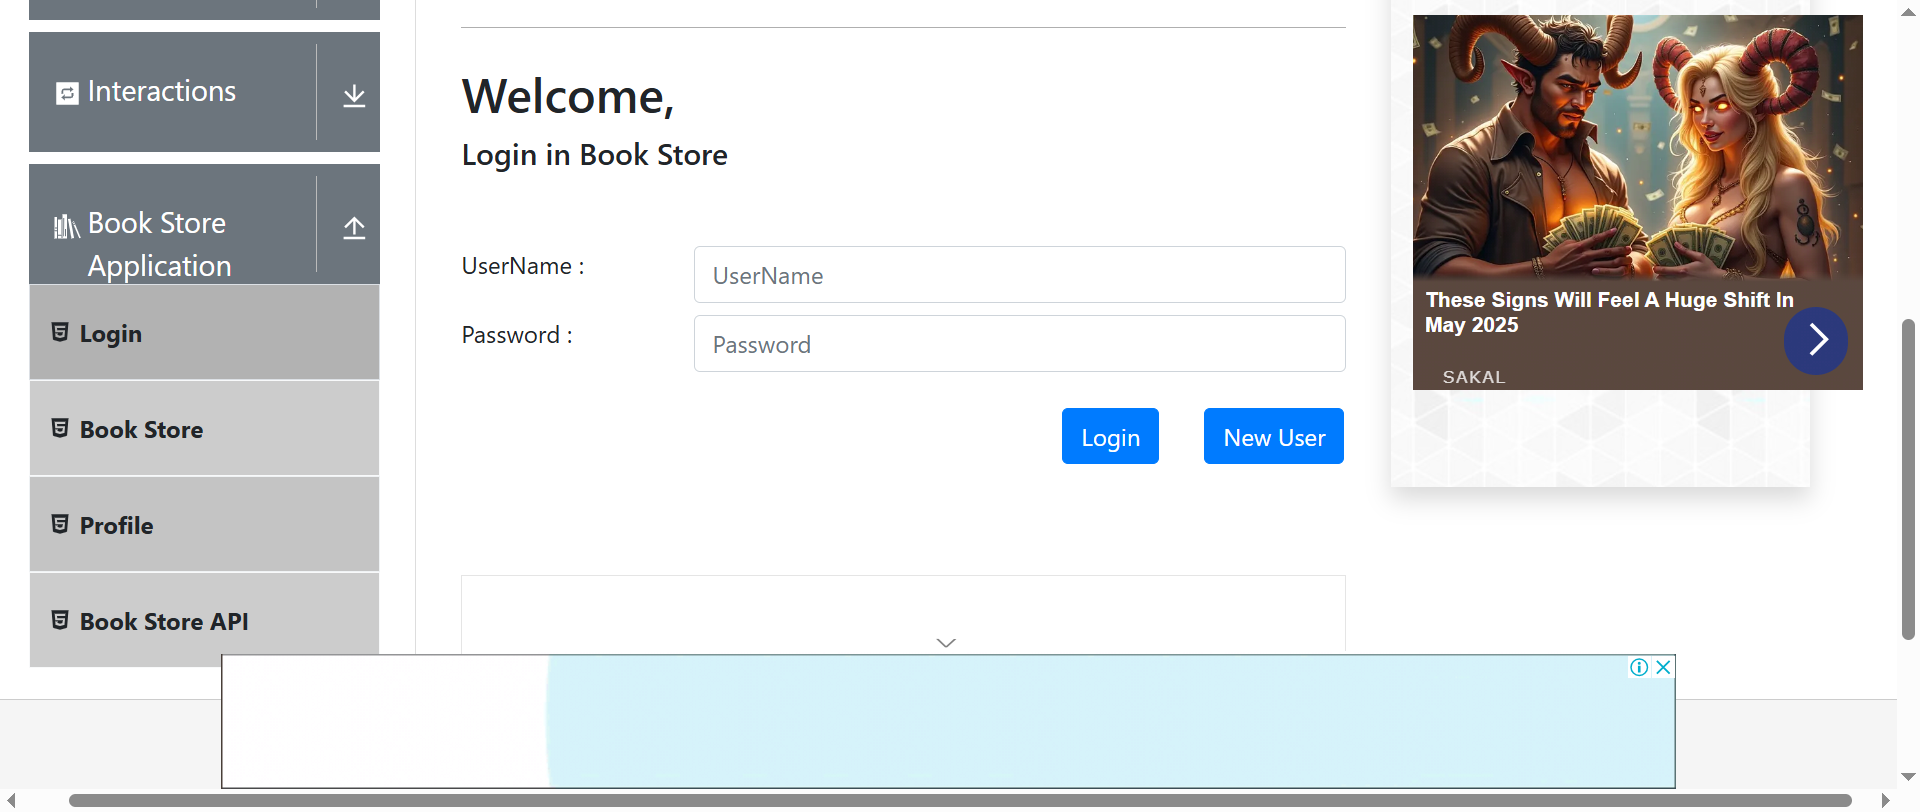 Interactions
Book Store
Application
Login
Book Store
Profile
Book Store API
Welcome,
Login in Book Store
UserName :
UserName
Password :
Password
Login
New User
These Signs Will Feel A Huge Shift In
May 2025
SAKAL